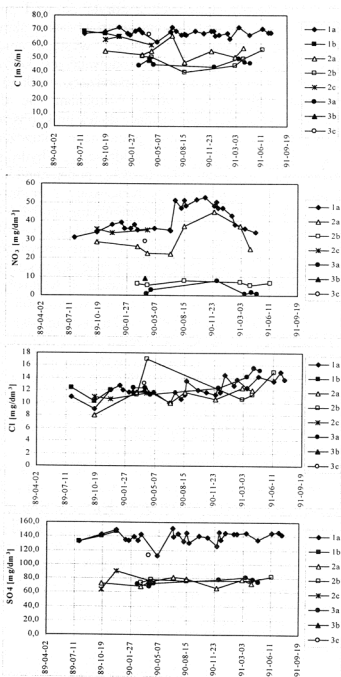 C [mS/m]
80,0
70,0
60,0
50,0
40,0
30,0
20,0
10,0
0,0
89-04-02
89-07-11
89-10-19
90-01-27
90-05-07
90-08-15
90-11-23
91-03-03
91-06-11
91-09-19
1a
1b
2a
2b
2c
3a
3b
3c
NO3 [mg/dm3]
60
50
40
30
20
10
0
89-04-02
89-07-11
89-10-19
90-01-27
90-05-07
90-08-15
90-11-23
91-03-03
91-06-11
91-09-19
1a
1b
2a
2b
2c
3a
3b
3c
Cl [mg/dm3]
18
16
14
12
10
8
6
4
2
0
89-04-02
89-07-11
89-10-19
90-01-27
90-05-07
90-08-15
90-11-23
91-03-03
91-06-11
91-09-19
1a
1b
2a
2b
2c
3a
3b
3c
SO4 [mg/dm3]
160,0
140,0
120,0
100,0
80,0
60,0
40,0
20,0
0,0
89-04-02
89-07-11
89-10-19
90-01-27
90-05-07
90-08-15
90-11-23
91-03-03
91-06-11
91-09-19
1a
1b
2a
2b
2c
3a
3b
3c